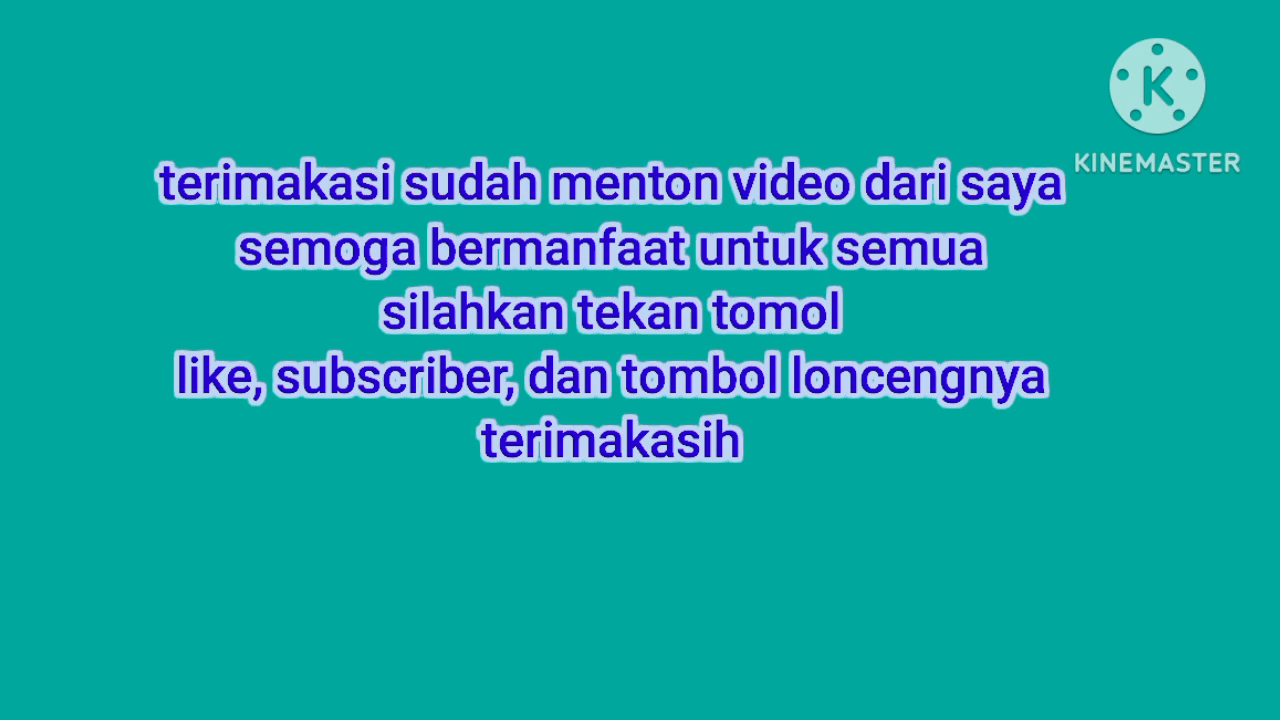 KINEMASTER
terimakasi sudah menton video dari saya
semoga bermanfaat untuk semua
silahkan tekan tomol
like, subscriber, dan tombol loncengnya
terimakasih